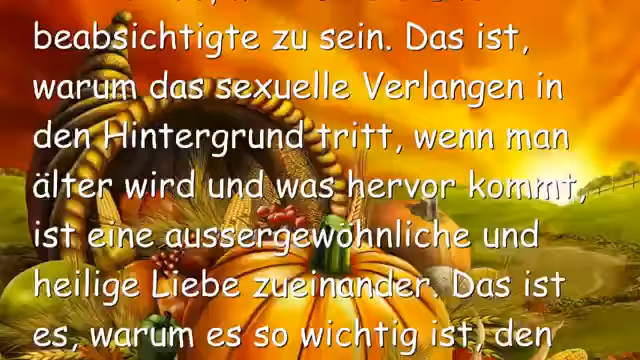 beabsichtigte zu sein. Das ist,
warum das sexuelle Verlangen in
den Hintergrund tritt, wenn man
älter wird und was hervor kommt,
ist eine aussergewöhnliche und
heilige Liebe zueinander. Das ist
es, warum es so wichtig ist, den